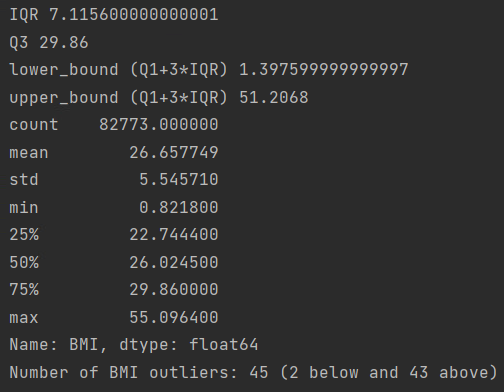 IQR 7.115600000000001
Q3 29.86
lower_bound (Q1+3*IQR) 1.397599999999997
upper_bound (Q1+3*IQR) 51.2068
count    82773.000000
mean        26.657749
std          5.545710
min          0.821800
25%         22.744400
50%         26.024500
75%         29.860000
max         55.096400
Name: BMI, dtype: float64
Number of BMI outliers: 45 (2 below and 43 above)